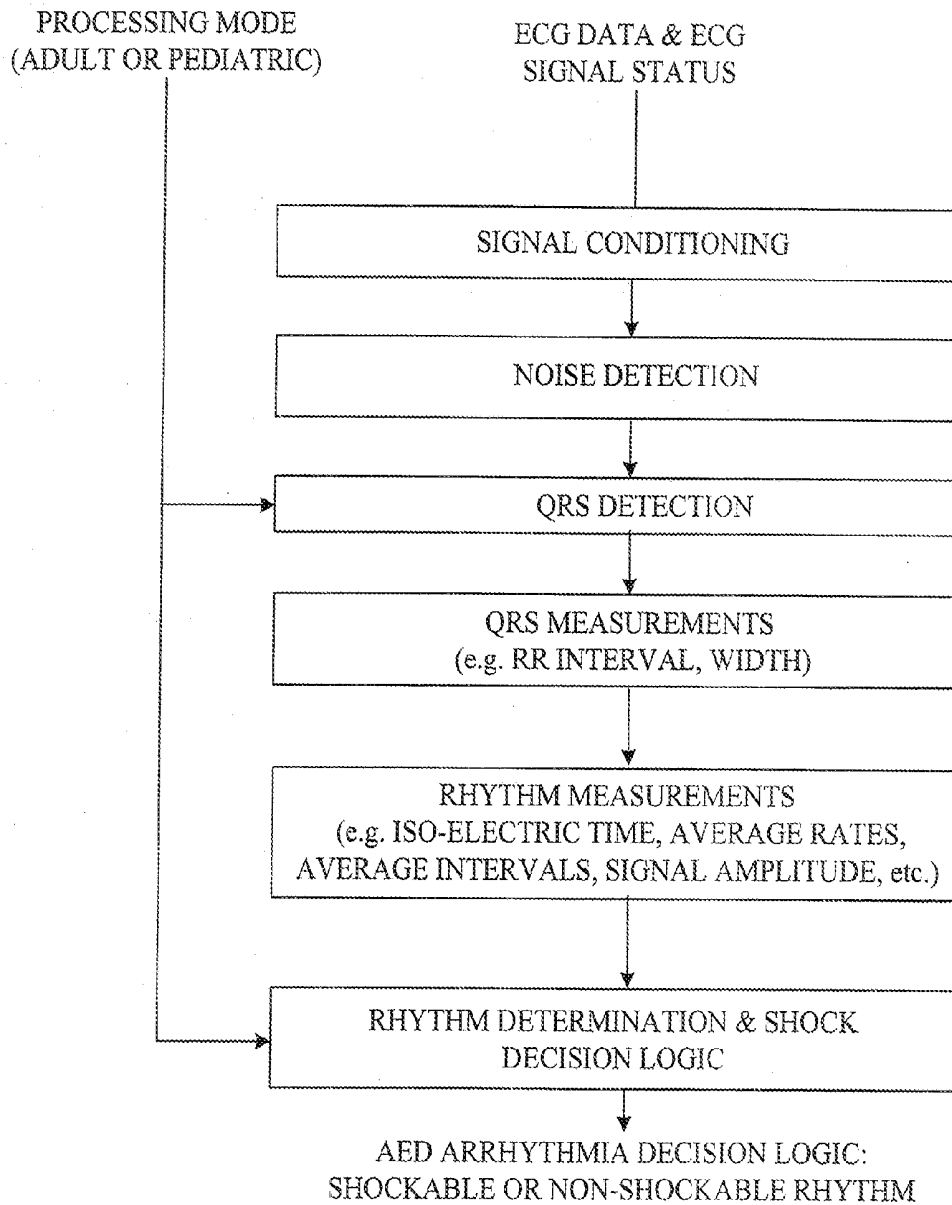 PROCESSING MODE
(ADULT OR PEDIATRIC)
ECG DATA & ECG
SIGNAL STATUS
SIGNAL CONDITIONING
NOISE DETECTION
QRS DETECTION
QRS MEASUREMENTS
(e.g. RR INTERVAL, WIDTH)
RHYTHM MEASUREMENTS
(e.g. ISO-ELECTRIC TIME, AVERAGE RATES,
AVERAGE INTERVALS, SIGNAL AMPLITUDE, etc.)
RHYTHM DETERMINATION & SHOCK
DECISION LOGIC
AED ARRHYTHMIA DECISION LOGIC:
SHOCKABLE OR NON-SHOCKABLE RHYTHM